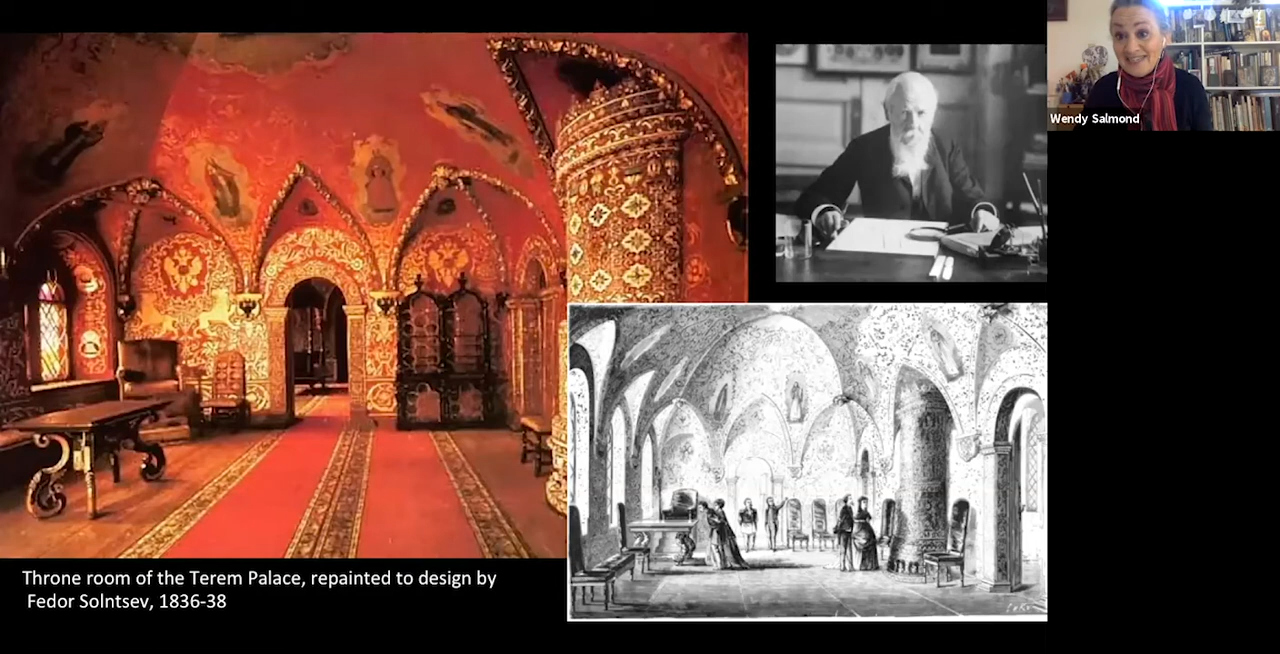 Wendy Salmond
Throne room of the Terem Palace, repainted to design by
Fedor Solntsev, 1836-38